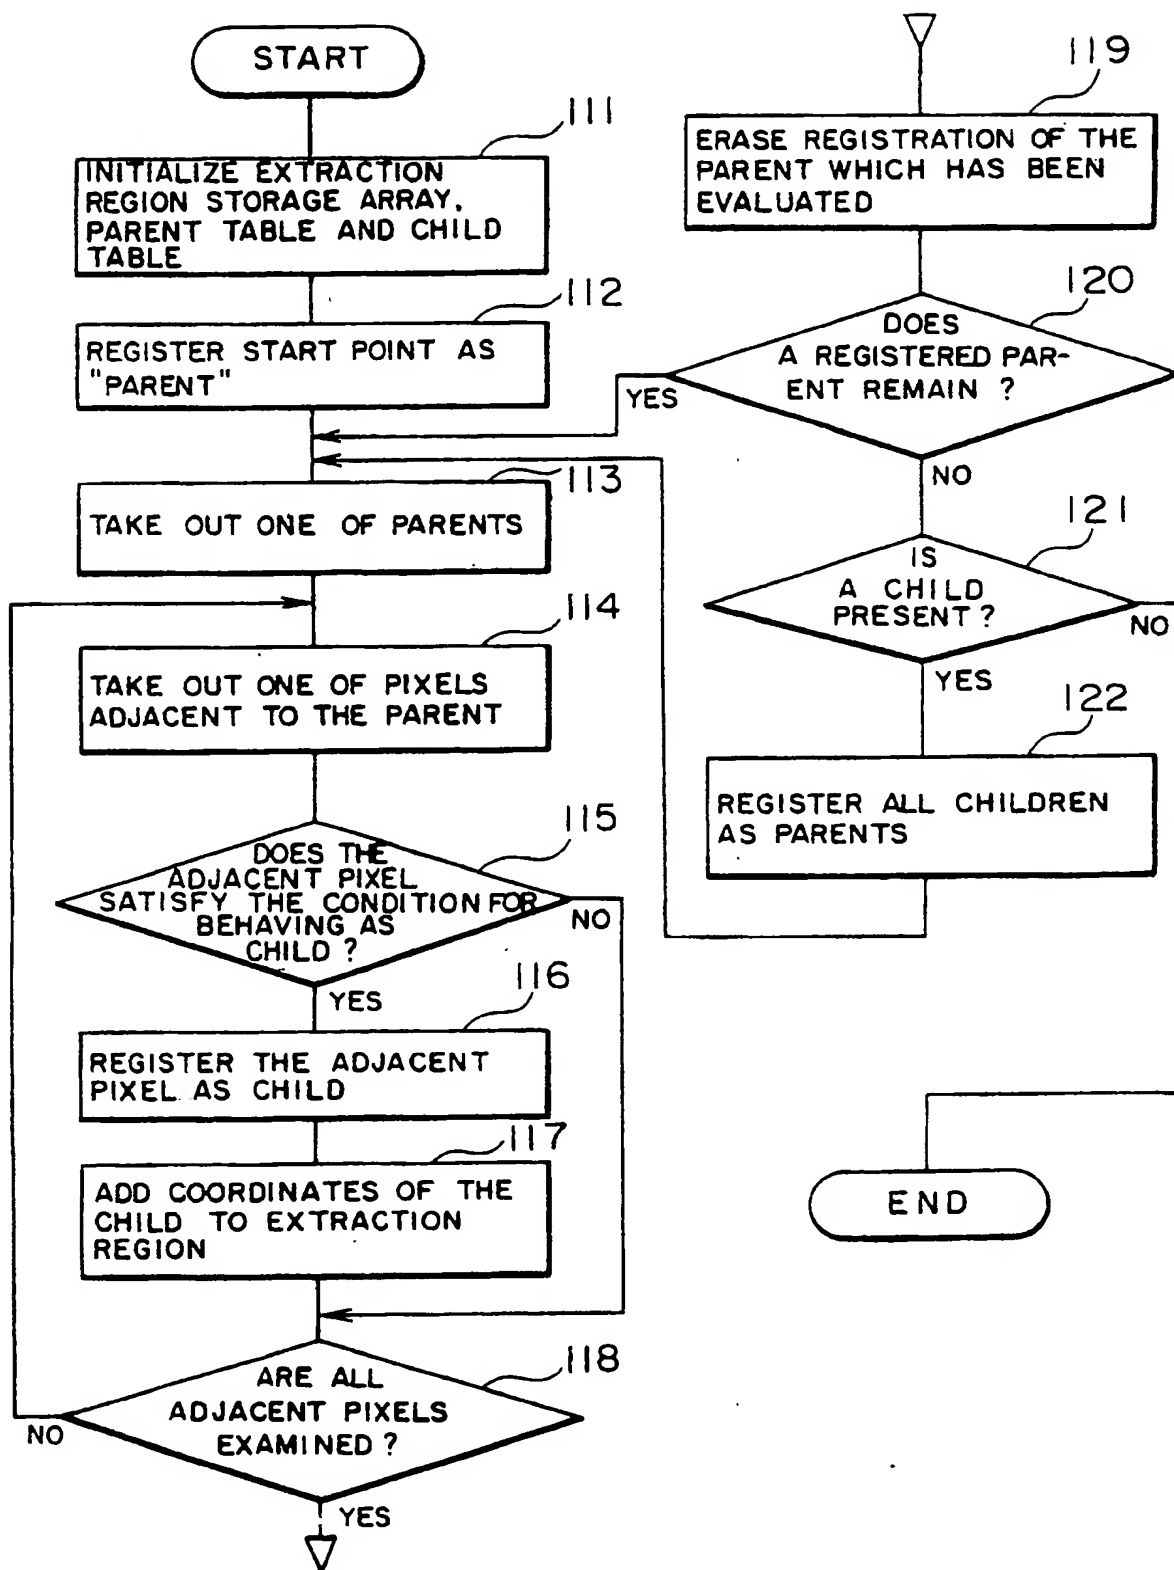 START
111
INITIALIZE EXTRACTION
REGION STORAGE ARRAY,
PARENT TABLE AND CHILD
TABLE
112
REGISTER START POINT AS
"PARENT"
113
TAKE OUT ONE OF PARENTS
114
TAKE OUT ONE OF PIXELS
ADJACENT TO THE PARENT
115
DOES THE
ADJACENT PIXEL
SATISFY THE CONDITION FOR
BEHAVING AS
CHILD ?
NO
YES
116
REGISTER THE ADJACENT
PIXEL AS CHILD
117
ADD COORDINATES OF THE
CHILD TO EXTRACTION
REGION
118
ARE ALL
ADJACENT PIXELS
EXAMINED ?
NO
YES
119
ERASE REGISTRATION OF THE
PARENT WHICH HAS BEEN
EVALUATED
120
DOES
A REGISTERED PAR-
ENT REMAIN ?
YES
NO
121
IS
A CHILD
PRESENT ?
NO
YES
122
REGISTER ALL CHILDREN
AS PARENTS
END